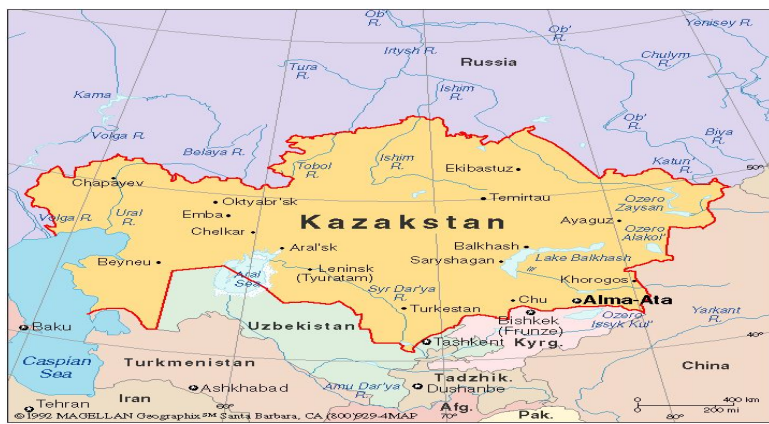 Ob' R.
Ob' R.
Yenisey R.
Irtysh R.
Russia
Chulym R.
Tura R.
Kama
Ishim R.
Ob' R.
Volga R.
Biya R.
Belaya R.
Tobol R.
Ishim R.
Katun' R.
50°
Ekibastuz
Chapayev
Temirtau
Ozero Zaysan
Oktyabr'sk
Volga R.
Ural R.
Emba
Kazakstan
Ayaguz
Chelkar
Ozero Alakol'
Aral'sk
Balkhash
Beyneu
Saryshagan
Lake Balkhash
Aral Sea
Leninsk (Tyuratam)
Khorogos
Syr Dar'ya R.
Chu
Alma-Ata
Turkestan
Baku
Uzbekistan
Bishkek (Frunze)
Ozero Issyk Kul'
Yarkant R.
40°
Tashkent
Kyrg.
Caspian Sea
Turkmenistan
China
Tadzhik.
Iran
Ashkhabad
Amu Dar'ya R.
Dushanbe
Tehran
60°
Afg.
0 400 km
0 200 mi
©1992 MAGELLAN Geographix℠ Santa Barbara, CA (800)929-4MAP
70°
Pak.
80°